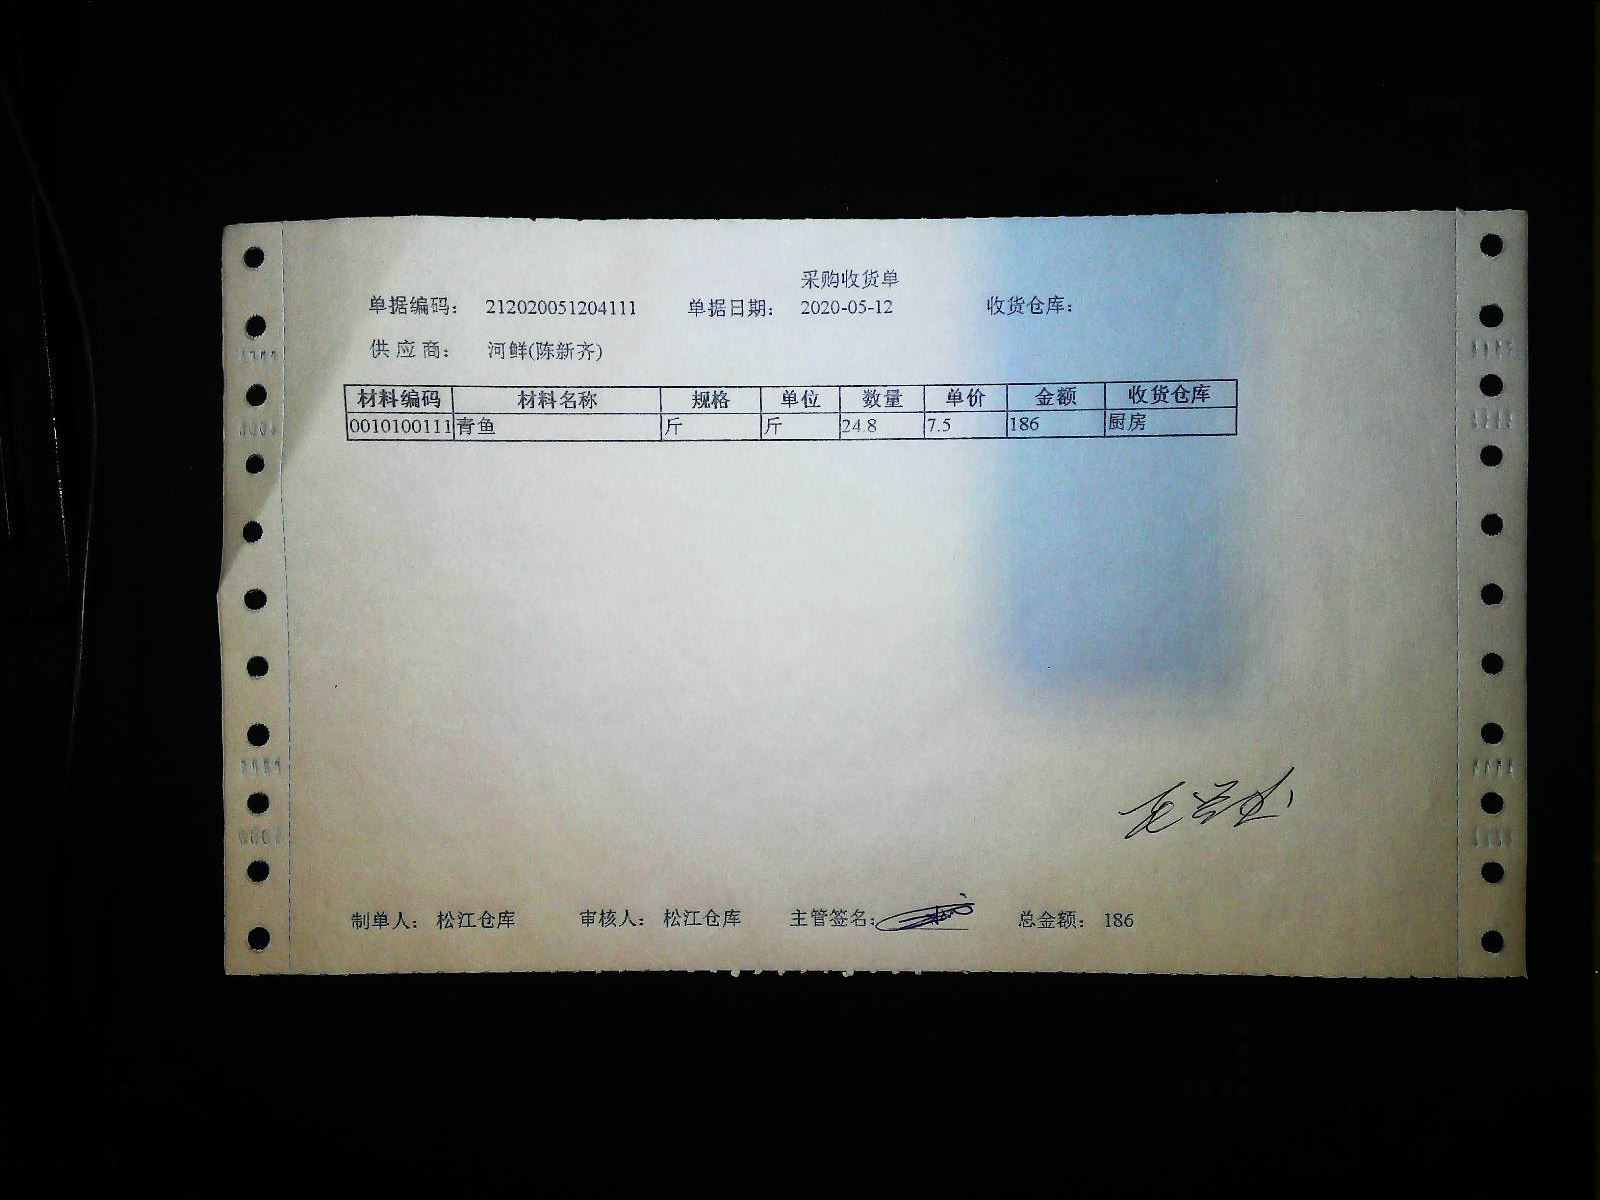 采购收货单
单据编码： 212020051204111 单据日期： 2020-05-12 收货仓库：
供应商： 河鲜(陈新齐)
材料编码 材料名称 规格 单位 数量 单价 金额 收货仓库
0010100111 青鱼 斤 斤 24.8 7.5 186 厨房
制单人： 松江仓库 审核人： 松江仓库 主管签名： 总金额： 186